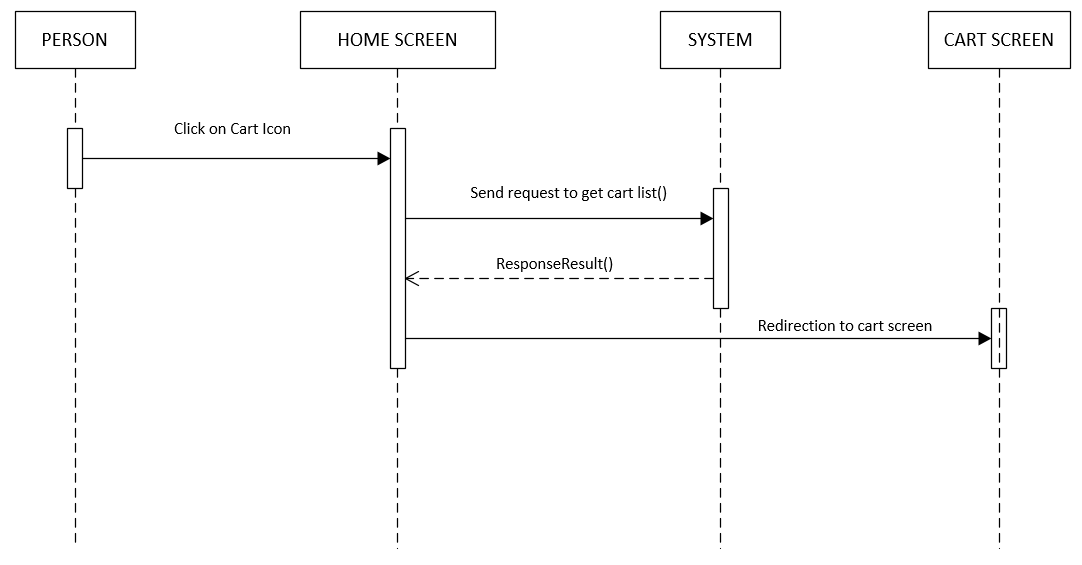 PERSON
HOME SCREEN
SYSTEM
CART SCREEN
Click on Cart Icon
Send request to get cart list()
ResponseResult()
Redirection to cart screen